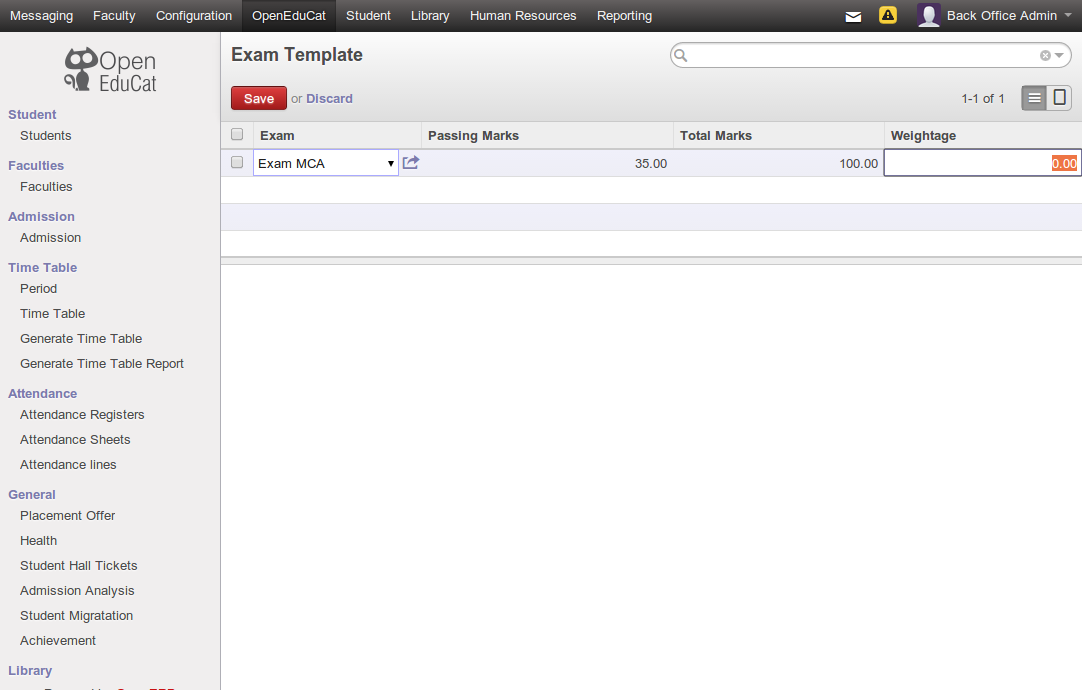 Messaging Faculty Configuration OpenEduCat Student Library Human Resources Reporting Back Office Admin
Open
EduCat
Student
Students
Faculties
Faculties
Admission
Admission
Time Table
Period
Time Table
Generate Time Table
Generate Time Table Report
Attendance
Attendance Registers
Attendance Sheets
Attendance lines
General
Placement Offer
Health
Student Hall Tickets
Admission Analysis
Student Migratation
Achievement
Library
Exam Template
Save or Discard 1-1 of 1
Exam Passing Marks Total Marks Weightage
Exam MCA 35.00 100.00 0.00